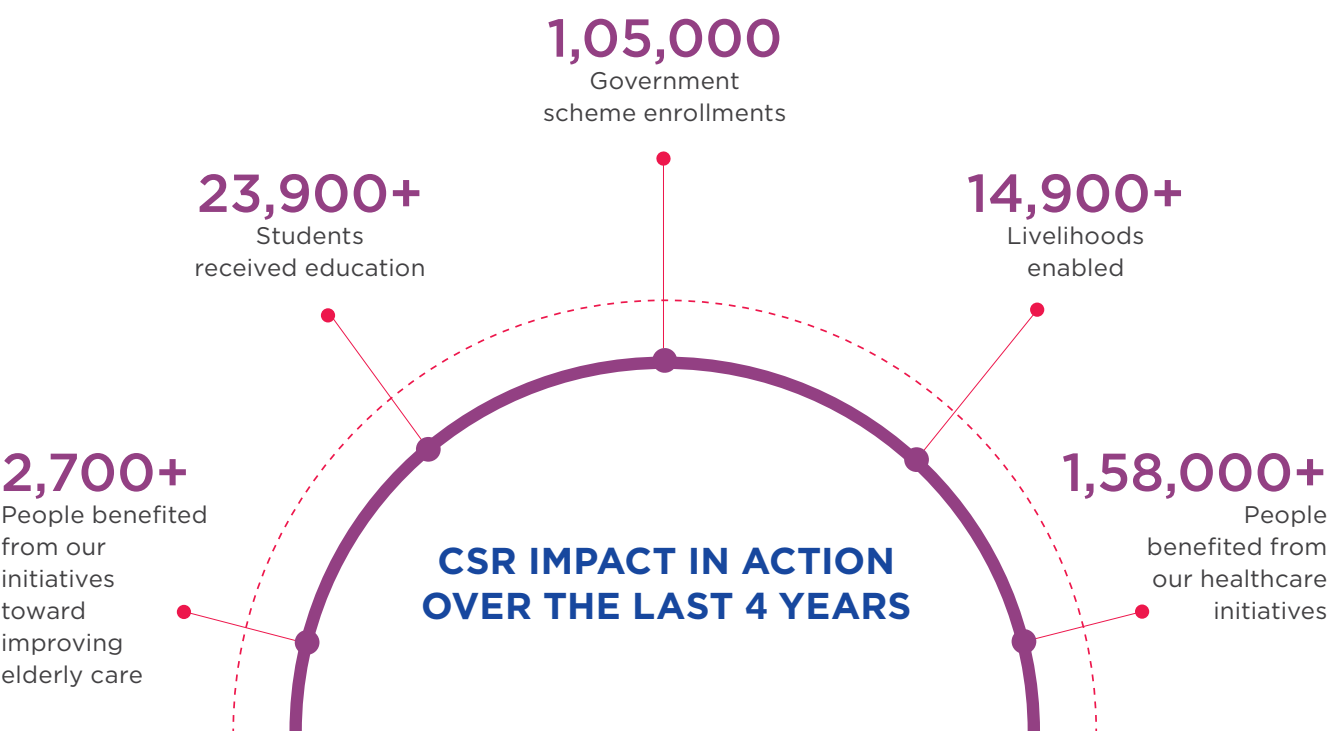 1,05,000
Government
scheme enrollments
23,900+
Students
received education
14,900+
Livelihoods
enabled
2,700+
People benefited
from our
initiatives
toward
improving
elderly care
1,58,000+
People
benefited from
our healthcare
initiatives
CSR IMPACT IN ACTION
OVER THE LAST 4 YEARS